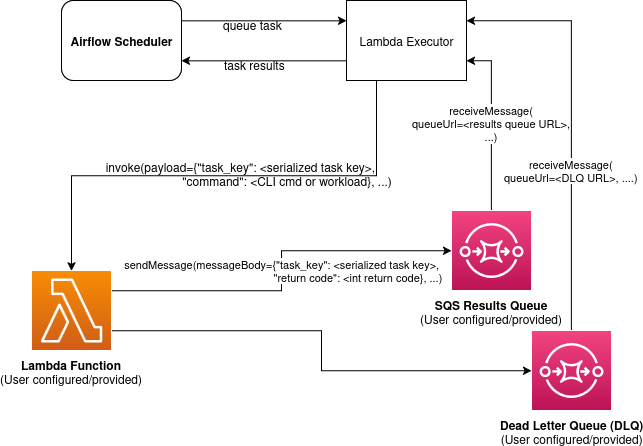 Airflow Scheduler
queue task
task results
Lambda Executor
receiveMessage(
queueUrl=<results queue URL>,
...)
receiveMessage(
queueUrl=<DLQ URL>, ....)
invoke(payload={"task_key": <serialized task key>,
"command": <CLI cmd or workload}, ...)
sendMessage(messageBody={"task_key": <serialized task key>,
"return code": <int return code}, ...)
SQS Results Queue
(User configured/provided)
Lambda Function
(User configured/provided)
Dead Letter Queue (DLQ)
(User configured/provided)